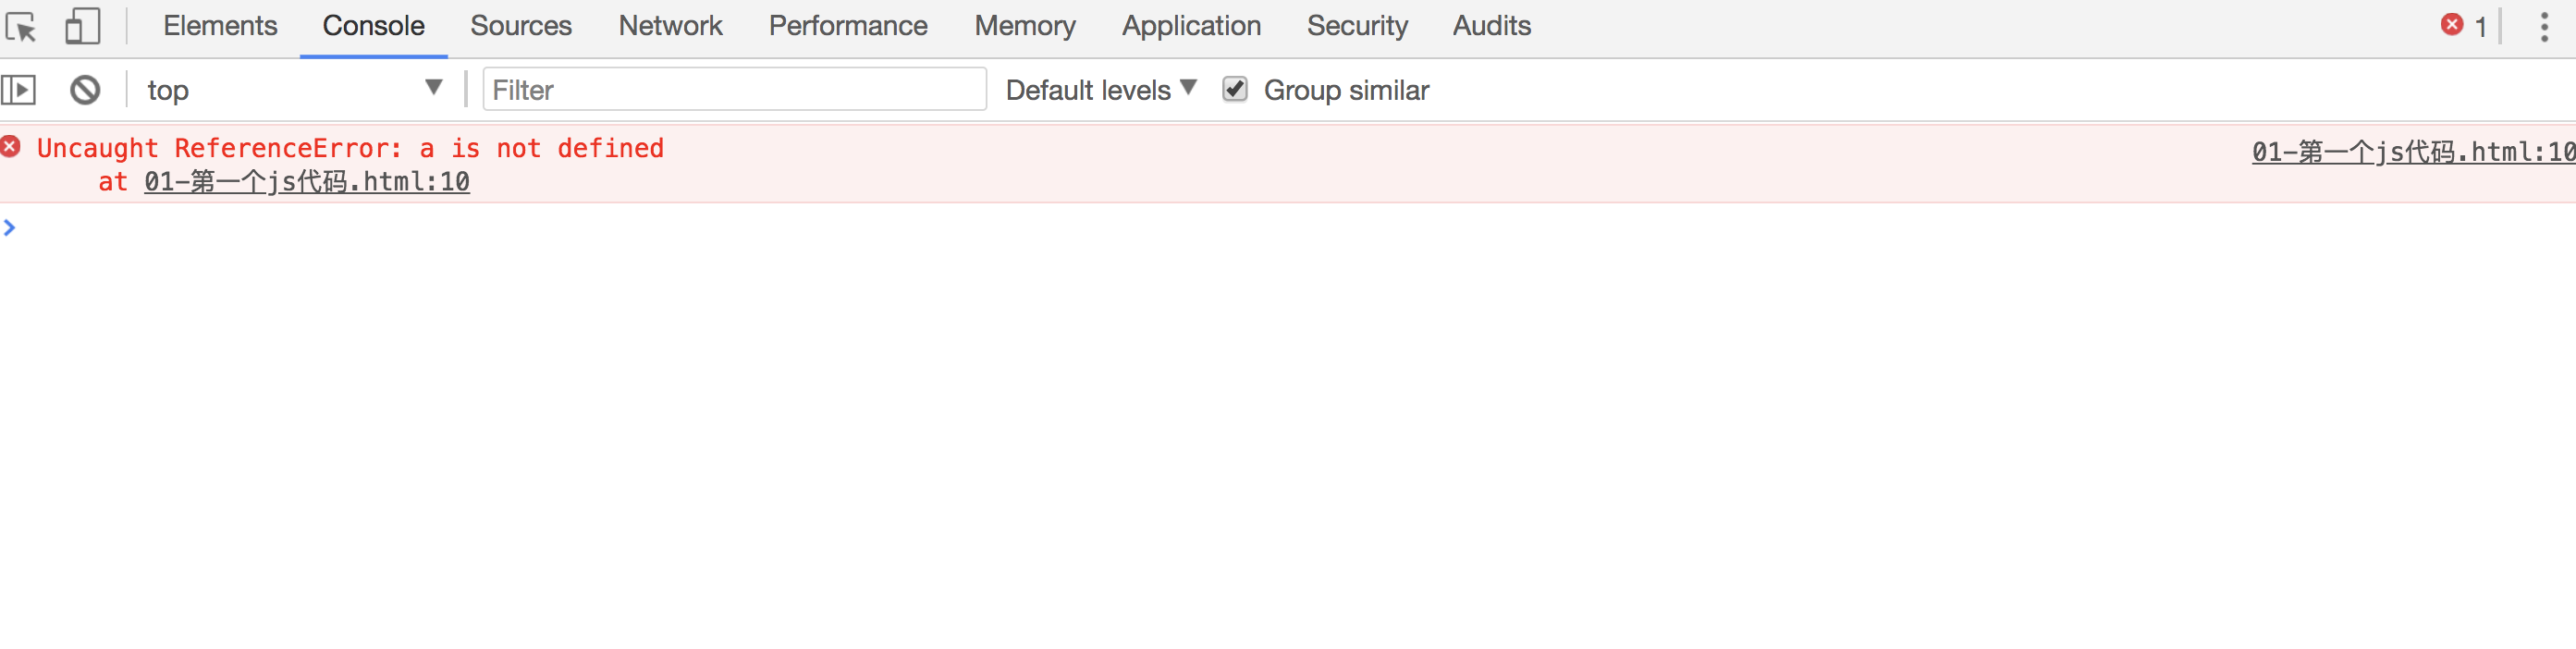 Elements Console Sources Network Performance Memory Application Security Audits 1
top Filter Default levels Group similar
Uncaught ReferenceError: a is not defined 01-第一个js代码.html:10
at 01-第一个js代码.html:10